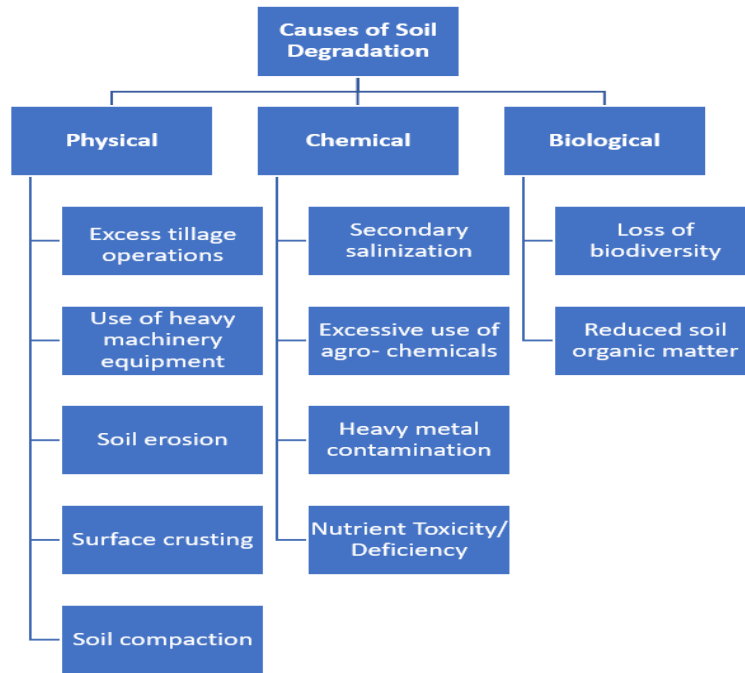 Causes of Soil
Degradation
Physical
Chemical
Biological
Excess tillage
operations
Use of heavy
machinery
equipment
Soil erosion
Surface crusting
Soil compaction
Secondary
salinization
Excessive use of
agro- chemicals
Heavy metal
contamination
Nutrient Toxicity/
Deficiency
Loss of
biodiversity
Reduced soil
organic matter